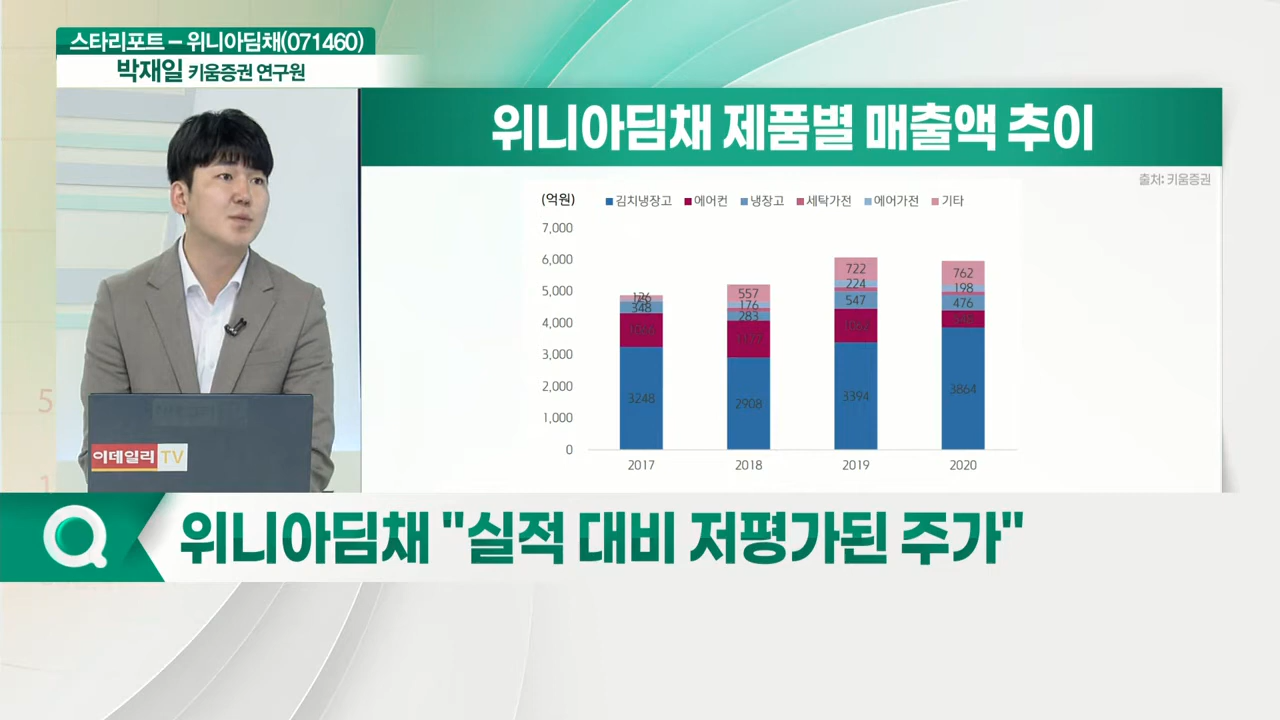 스타리포트 – 위니아딤채(071460)
박재일 키움증권 연구원
위니아딤채 제품별 매출액 추이
출처: 키움증권
(억원)
김치냉장고 에어컨 냉장고 세탁가전 에어가전 기타
7,000
6,000
5,000
4,000
3,000
2,000
1,000
0
348
3248
557
176
283
2908
722
224
547
3394
762
198
476
3864
2017 2018 2019 2020
5
1
이데일리 TV
위니아딤채 "실적 대비 저평가된 주가"